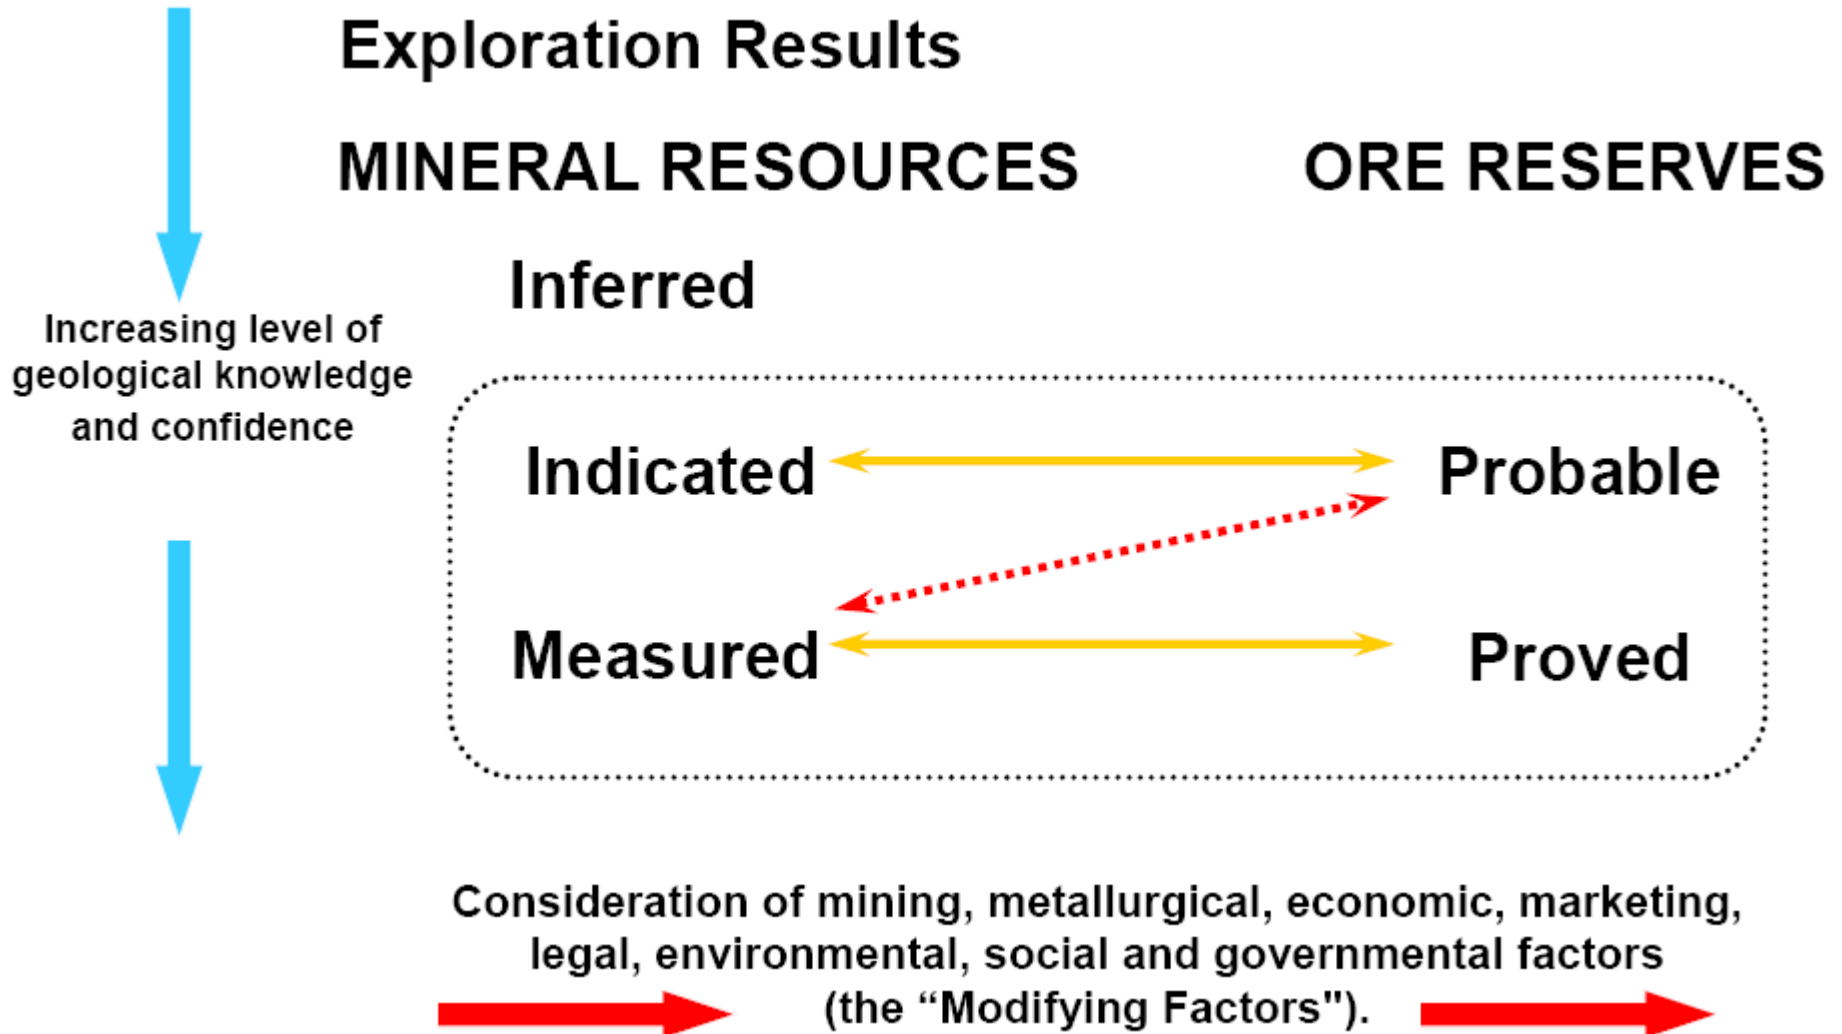 Exploration Results
MINERAL RESOURCES
ORE RESERVES
Inferred
Increasing level of
geological knowledge
and confidence
Indicated
Probable
Measured
Proved
Consideration of mining, metallurgical, economic, marketing,
legal, environmental, social and governmental factors
(the “Modifying Factors").